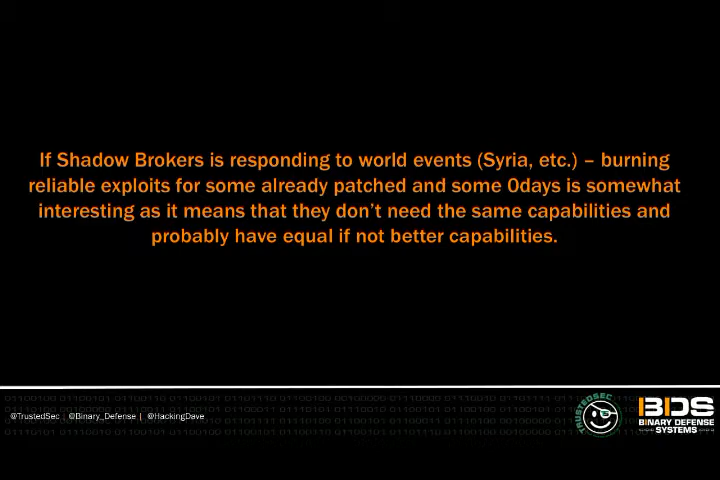 If Shadow Brokers is responding to world events (Syria, etc.) – burning
reliable exploits for some already patched and some 0days is somewhat
interesting as it means that they don't need the same capabilities and
probably have equal if not better capabilities.
@TrustedSec | @Binary_Defense | @HackingDave
TRUSTEDSEC
BDS
BINARY DEFENSE
SYSTEMS